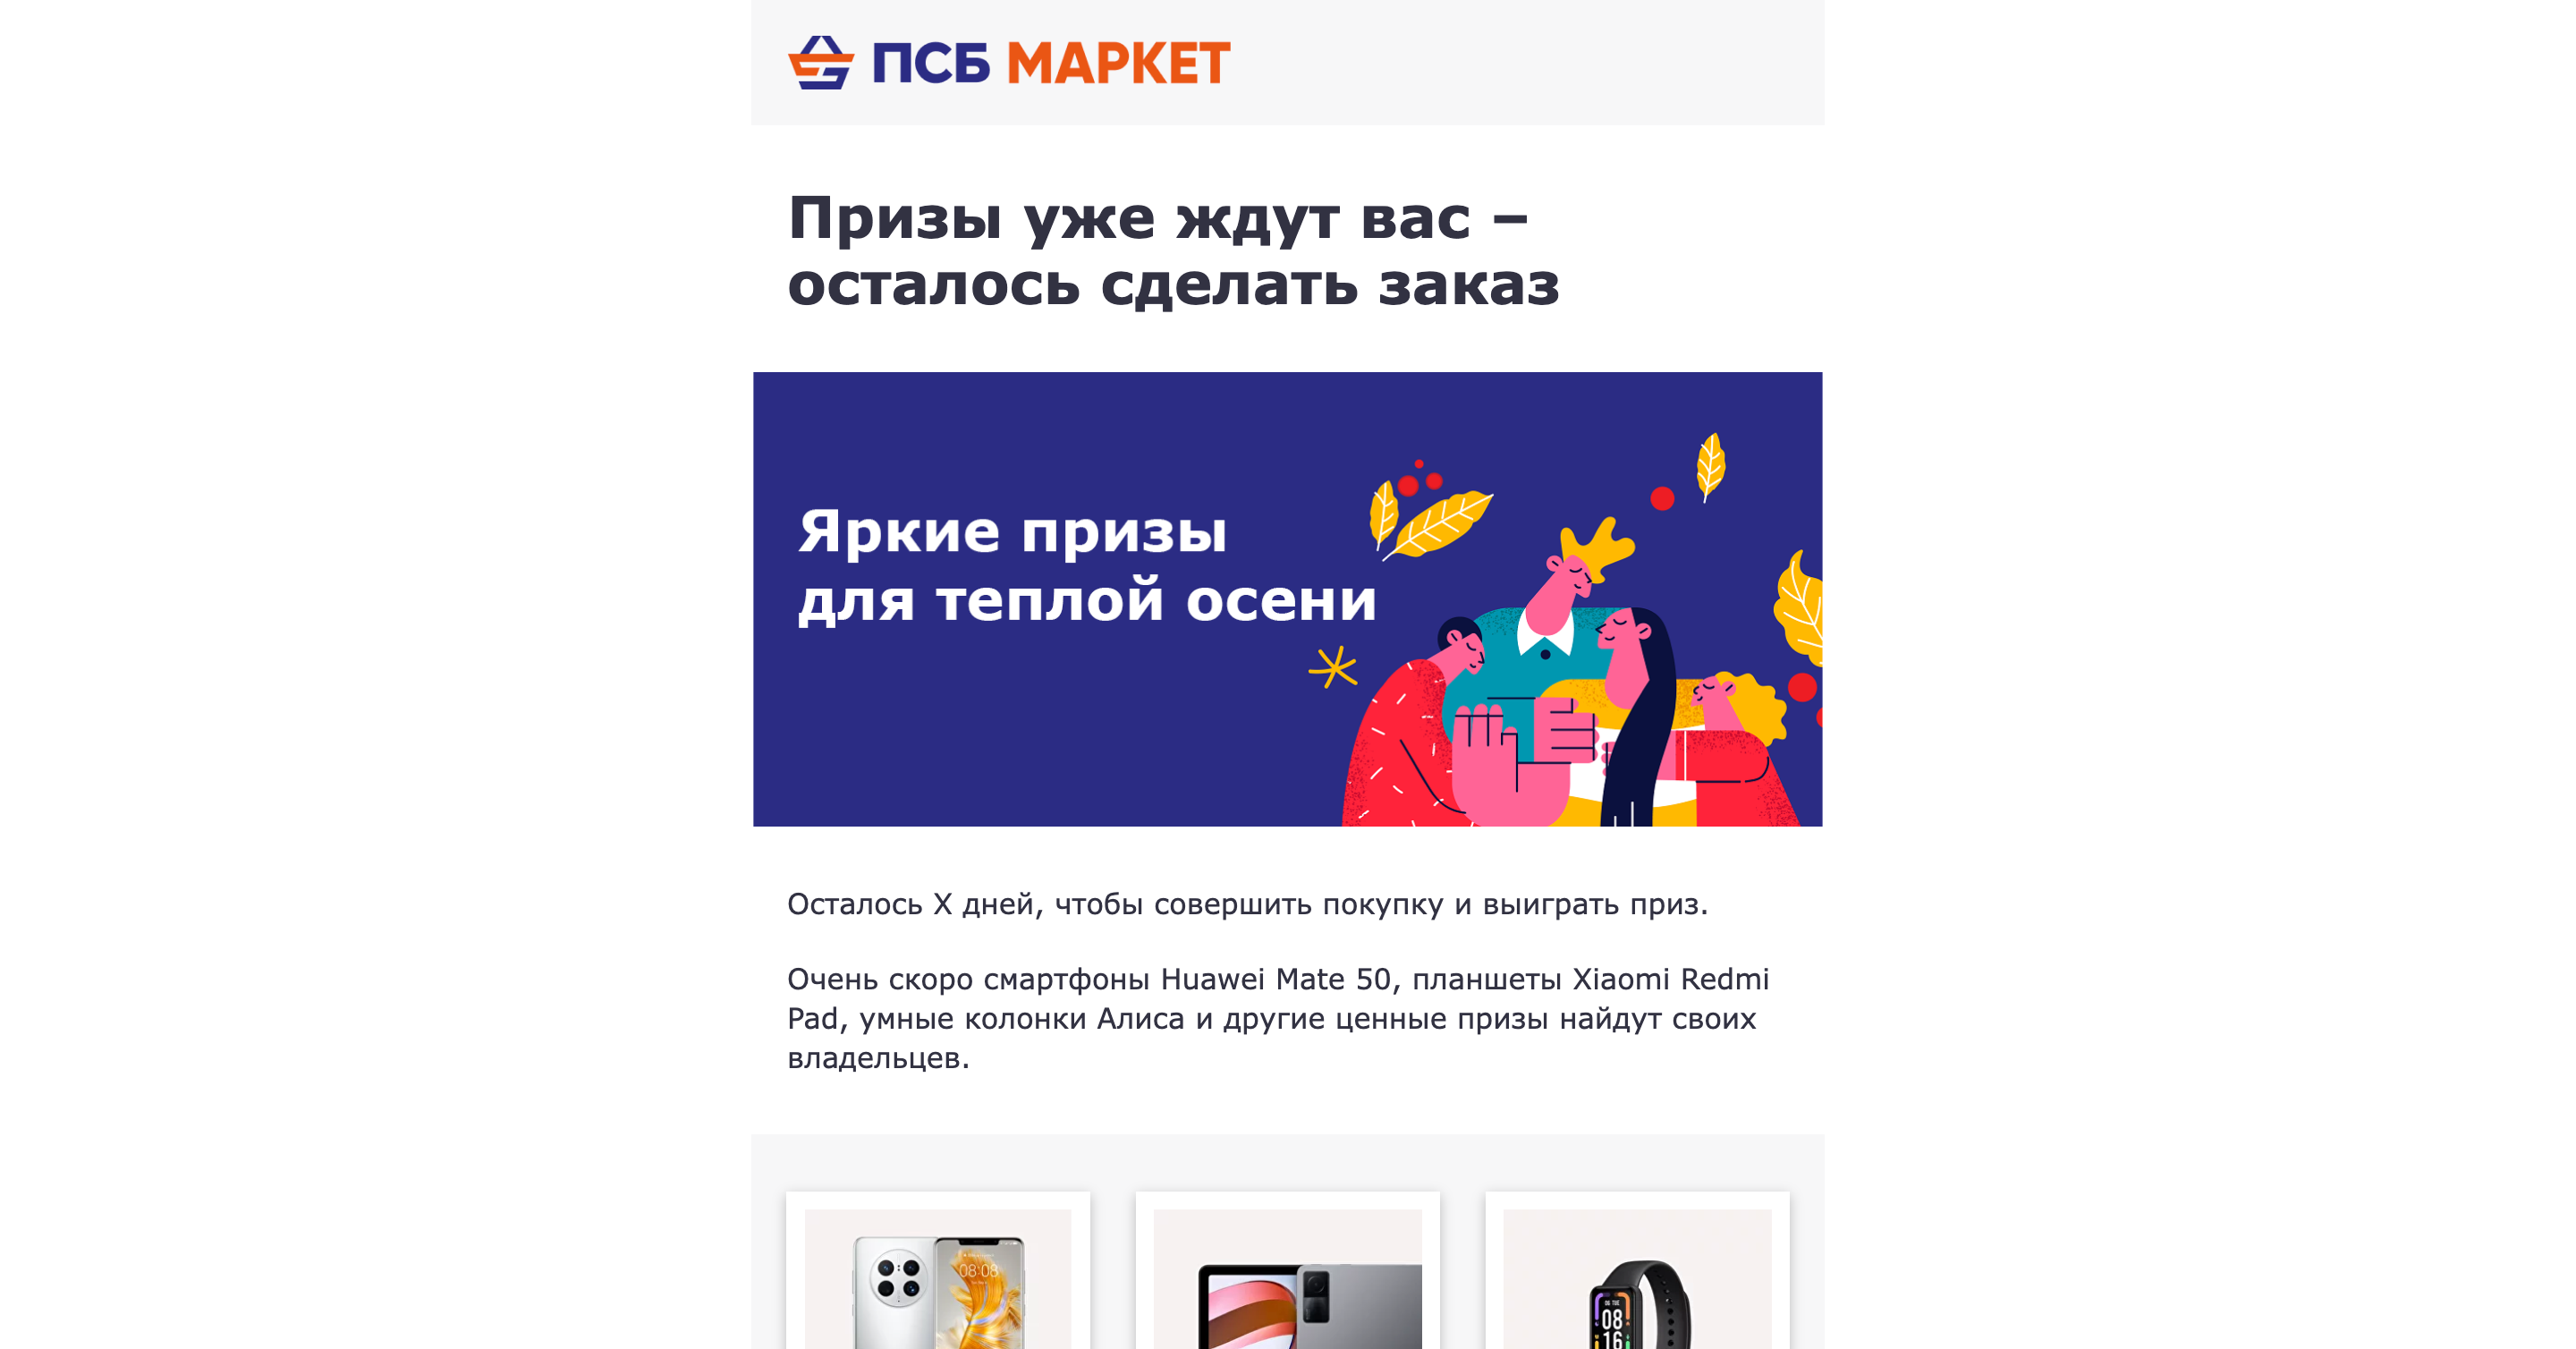 ПСБ МАРКЕТ
Призы уже ждут вас –
осталось сделать заказ
Яркие призы
для теплой осени
Осталось X дней, чтобы совершить покупку и выиграть приз.
Очень скоро смартфоны Huawei Mate 50, планшеты Xiaomi Redmi
Pad, умные колонки Алиса и другие ценные призы найдут своих
владельцев.
08:08
08
16